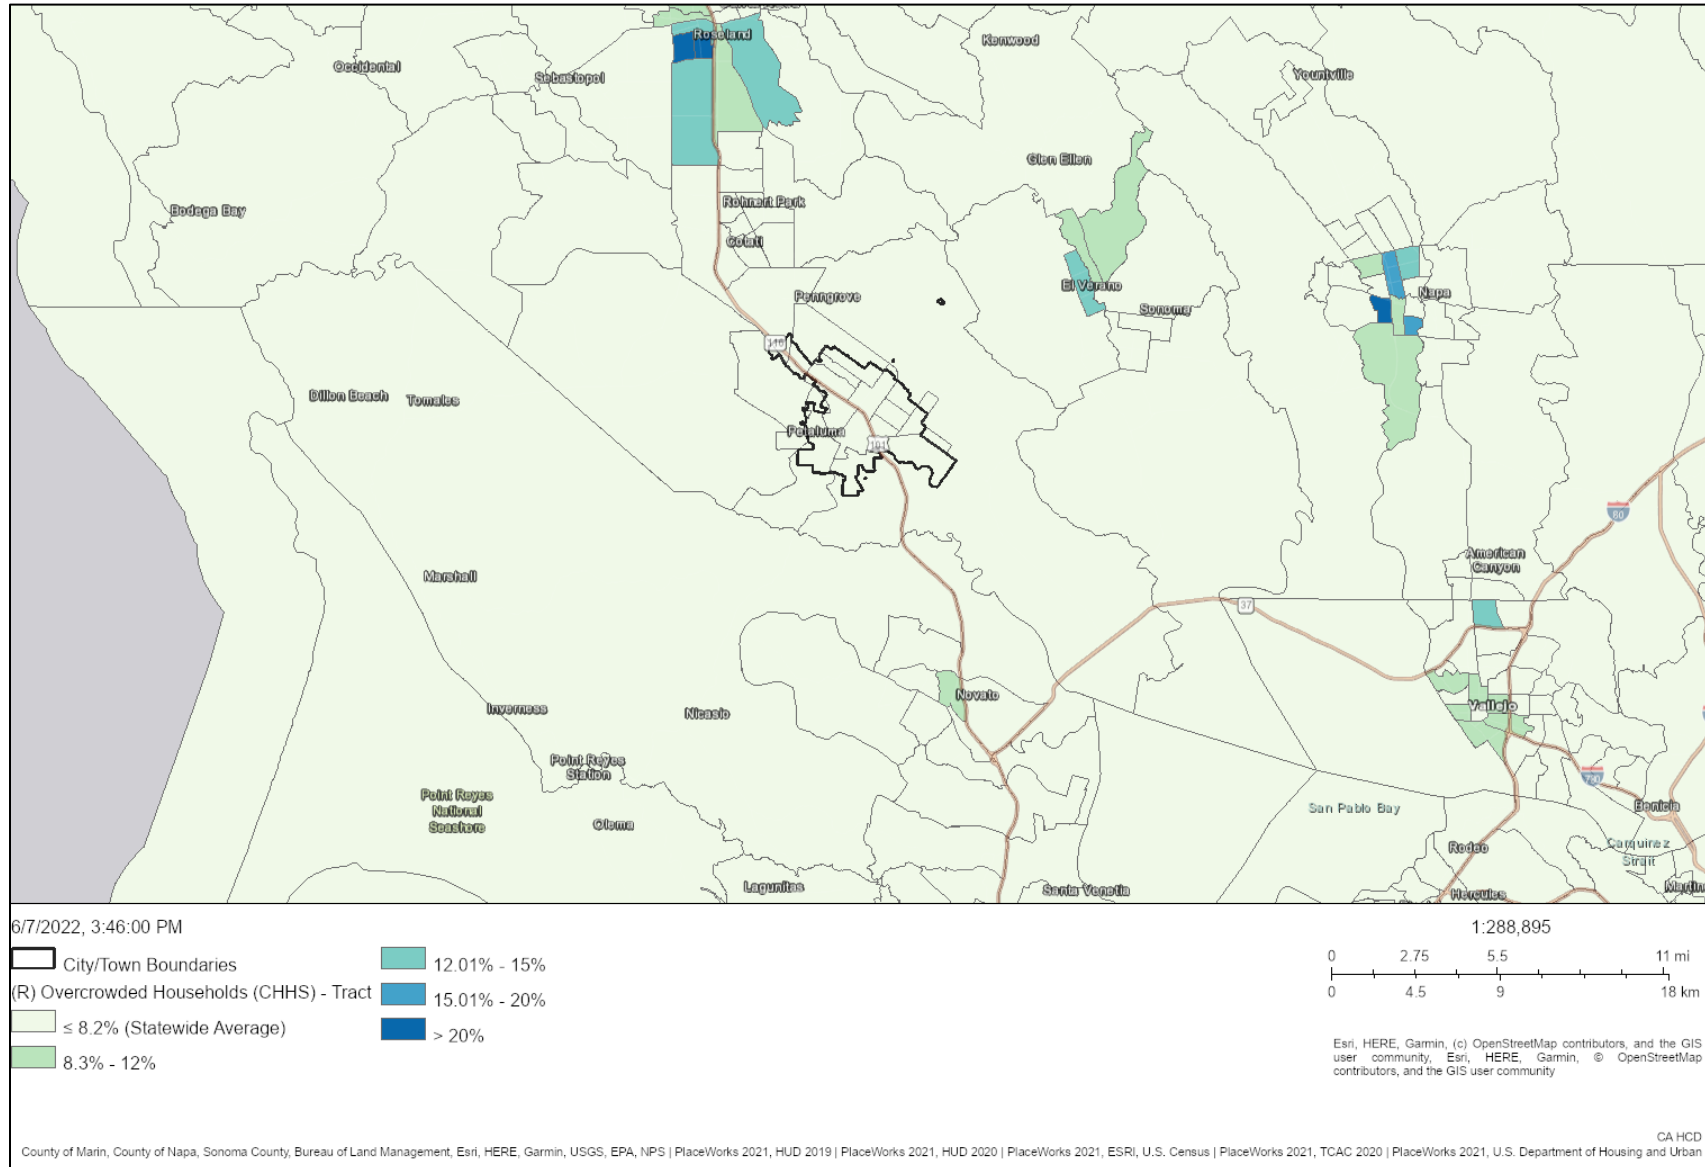 Roseland
Kenwood
Occidental
Sebastopol
Yountville
Glen Ellen
Rohnert Park
Bodega Bay
Cotati
El Verano
Napa
Penngrove
Sonoma
116
Dillon Beach
Tomales
Petaluma
101
80
American
Canyon
Marshall
37
Novato
Vallejo
Inverness
Nicasio
Point Reyes
Station
780
Point Reyes
National
Seashore
San Pablo Bay
Benicia
Olema
Rodeo
Carquinez
Strait
Lagunitas
Santa Venetia
Hercules
Martin
6/7/2022, 3:46:00 PM
City/Town Boundaries
(R) Overcrowded Households (CHHS) - Tract
≤ 8.2% (Statewide Average)
8.3% - 12%
12.01% - 15%
15.01% - 20%
> 20%
1:288,895
0 2.75 5.5 11 mi
0 4.5 9 18 km
Esri, HERE, Garmin, (c) OpenStreetMap contributors, and the GIS
user community, Esri, HERE, Garmin, © OpenStreetMap
contributors, and the GIS user community
CA HCD
County of Marin, County of Napa, Sonoma County, Bureau of Land Management, Esri, HERE, Garmin, USGS, EPA, NPS | PlaceWorks 2021, HUD 2019 | PlaceWorks 2021, HUD 2020 | PlaceWorks 2021, ESRI, U.S. Census | PlaceWorks 2021, TCAC 2020 | PlaceWorks 2021, U.S. Department of Housing and Urban